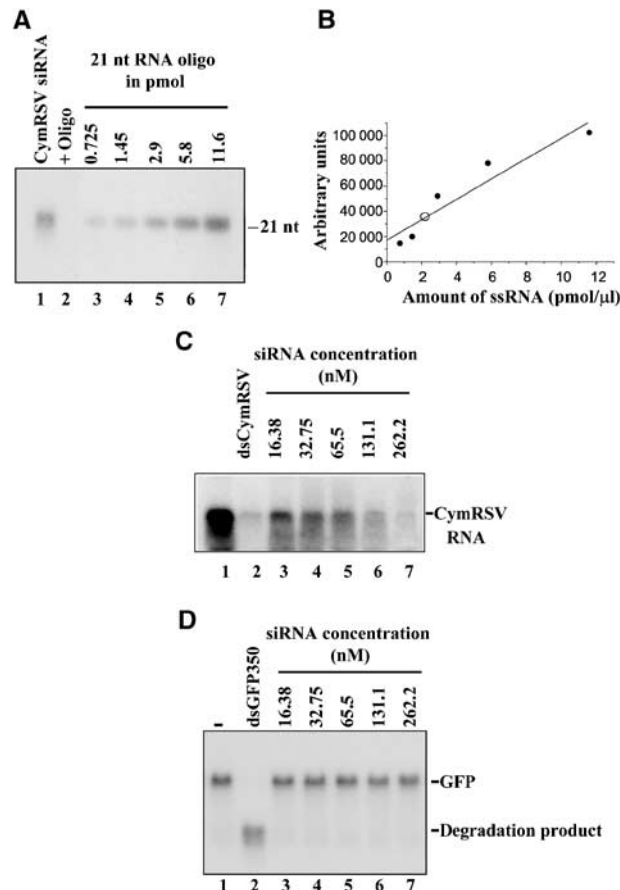 A
CymRSV siRNA
+ Oligo
21 nt RNA oligo
in pmol
0.725
1.45
2.9
5.8
11.6
–21 nt
1 2 3 4 5 6 7
B
Arbitrary units
100 000
80 000
60 000
40 000
20 000
0 2 4 6 8 10 12
Amount of ssRNA (pmol/µl)
C
siRNA concentration
(nM)
dsCymRSV
16.38
32.75
65.5
131.1
262.2
-CymRSV
RNA
1 2 3 4 5 6 7
D
siRNA concentration
(nM)
-
dsGFP350
16.38
32.75
65.5
131.1
262.2
-GFP
-Degradation product
1 2 3 4 5 6 7